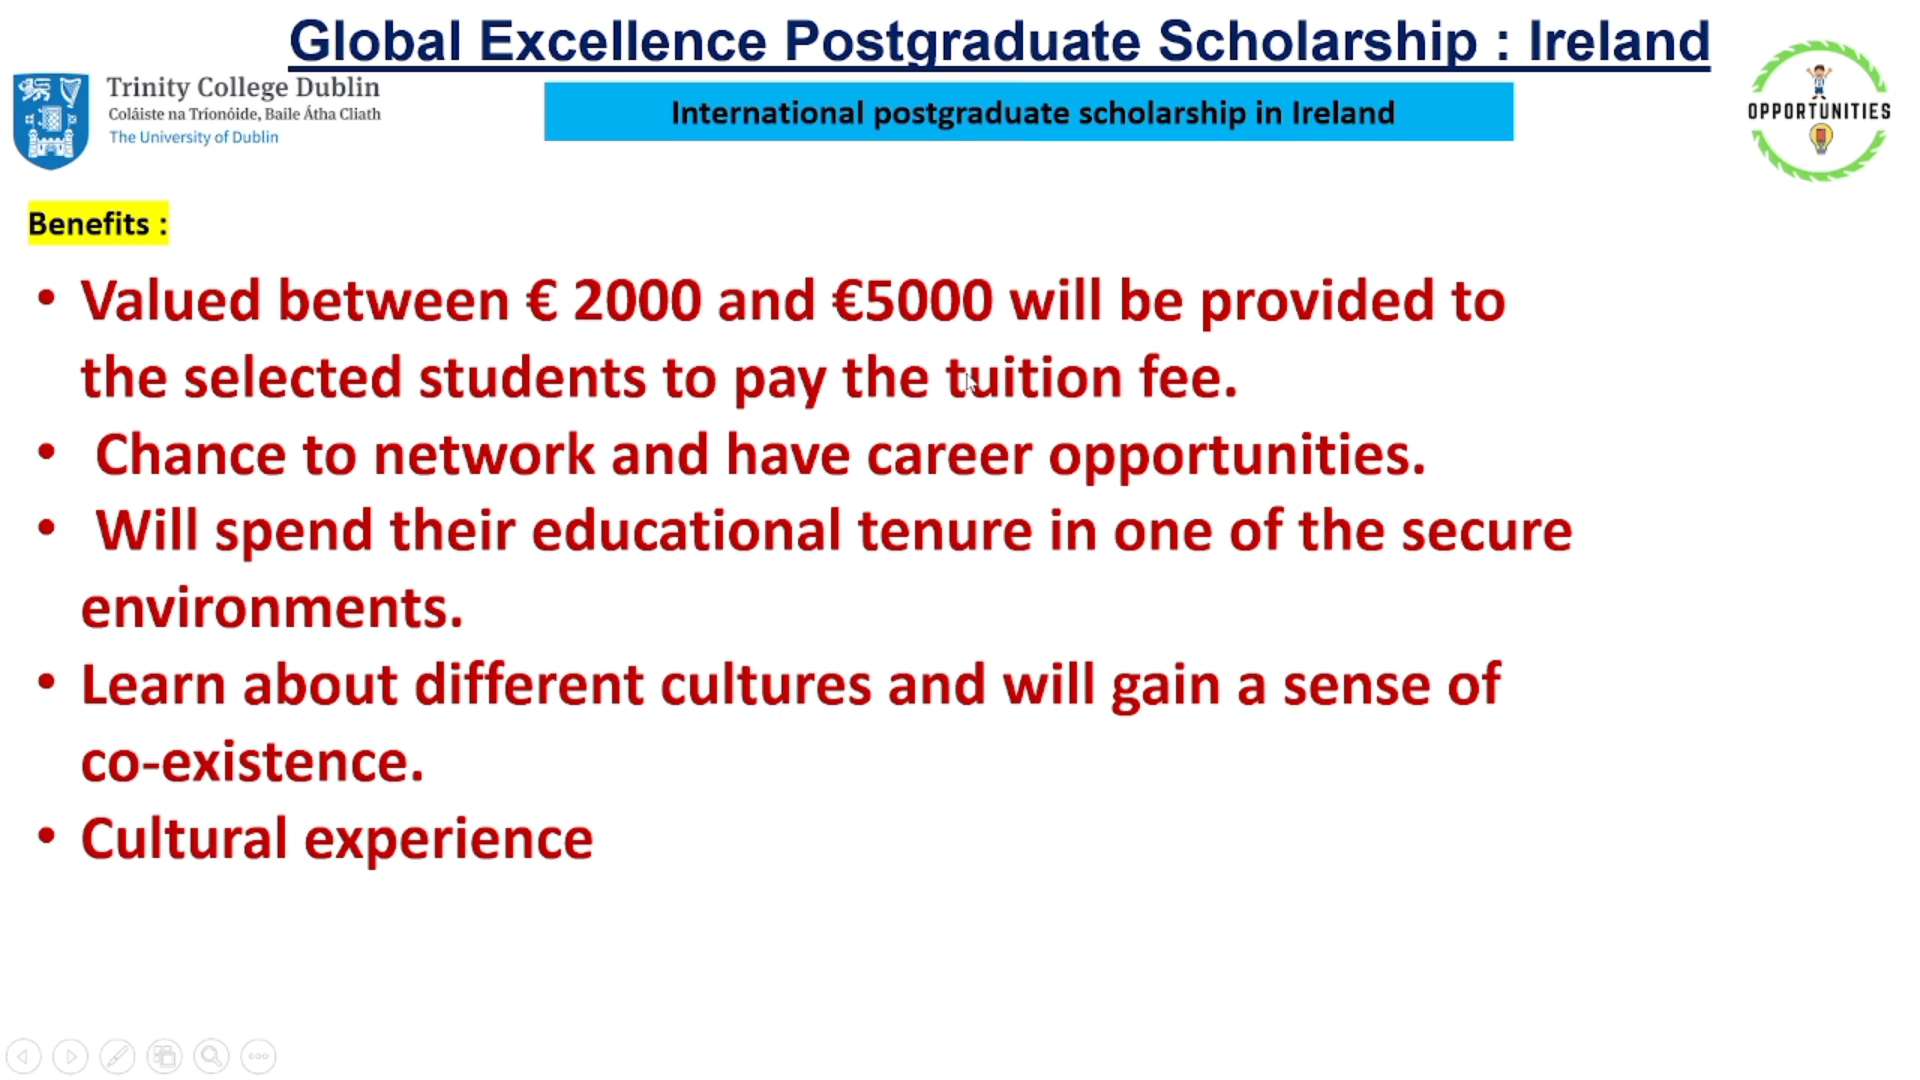 Global Excellence Postgraduate Scholarship : Ireland
Trinity College Dublin
Coláiste na Tríonóide, Baile Átha Cliath
The University of Dublin
International postgraduate scholarship in Ireland
OPPORTUNITIES
Benefits :
• Valued between € 2000 and €5000 will be provided to
the selected students to pay the tuition fee.
• Chance to network and have career opportunities.
• Will spend their educational tenure in one of the secure
environments.
• Learn about different cultures and will gain a sense of
co-existence.
• Cultural experience